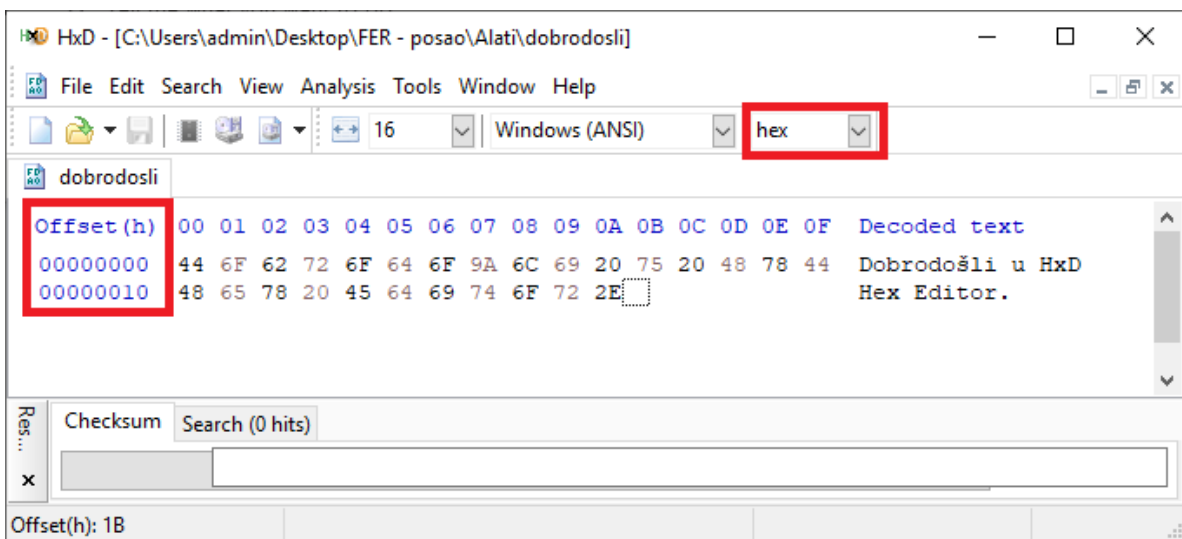 HxD - [C:\Users\admin\Desktop\FER - posao\Alati\dobrodosli]
File Edit Search View Analysis Tools Window Help
16 Windows (ANSI) hex
dobrodosli
Offset(h) 00 01 02 03 04 05 06 07 08 09 0A 0B 0C 0D 0E 0F Decoded text
00000000 44 6F 62 72 6F 64 6F 9A 6C 69 20 75 20 48 78 44 Dobrodošli u HxD
00000010 48 65 78 20 45 64 69 74 6F 72 2E Hex Editor.
Res...
Checksum Search (0 hits)
Offset(h): 1B